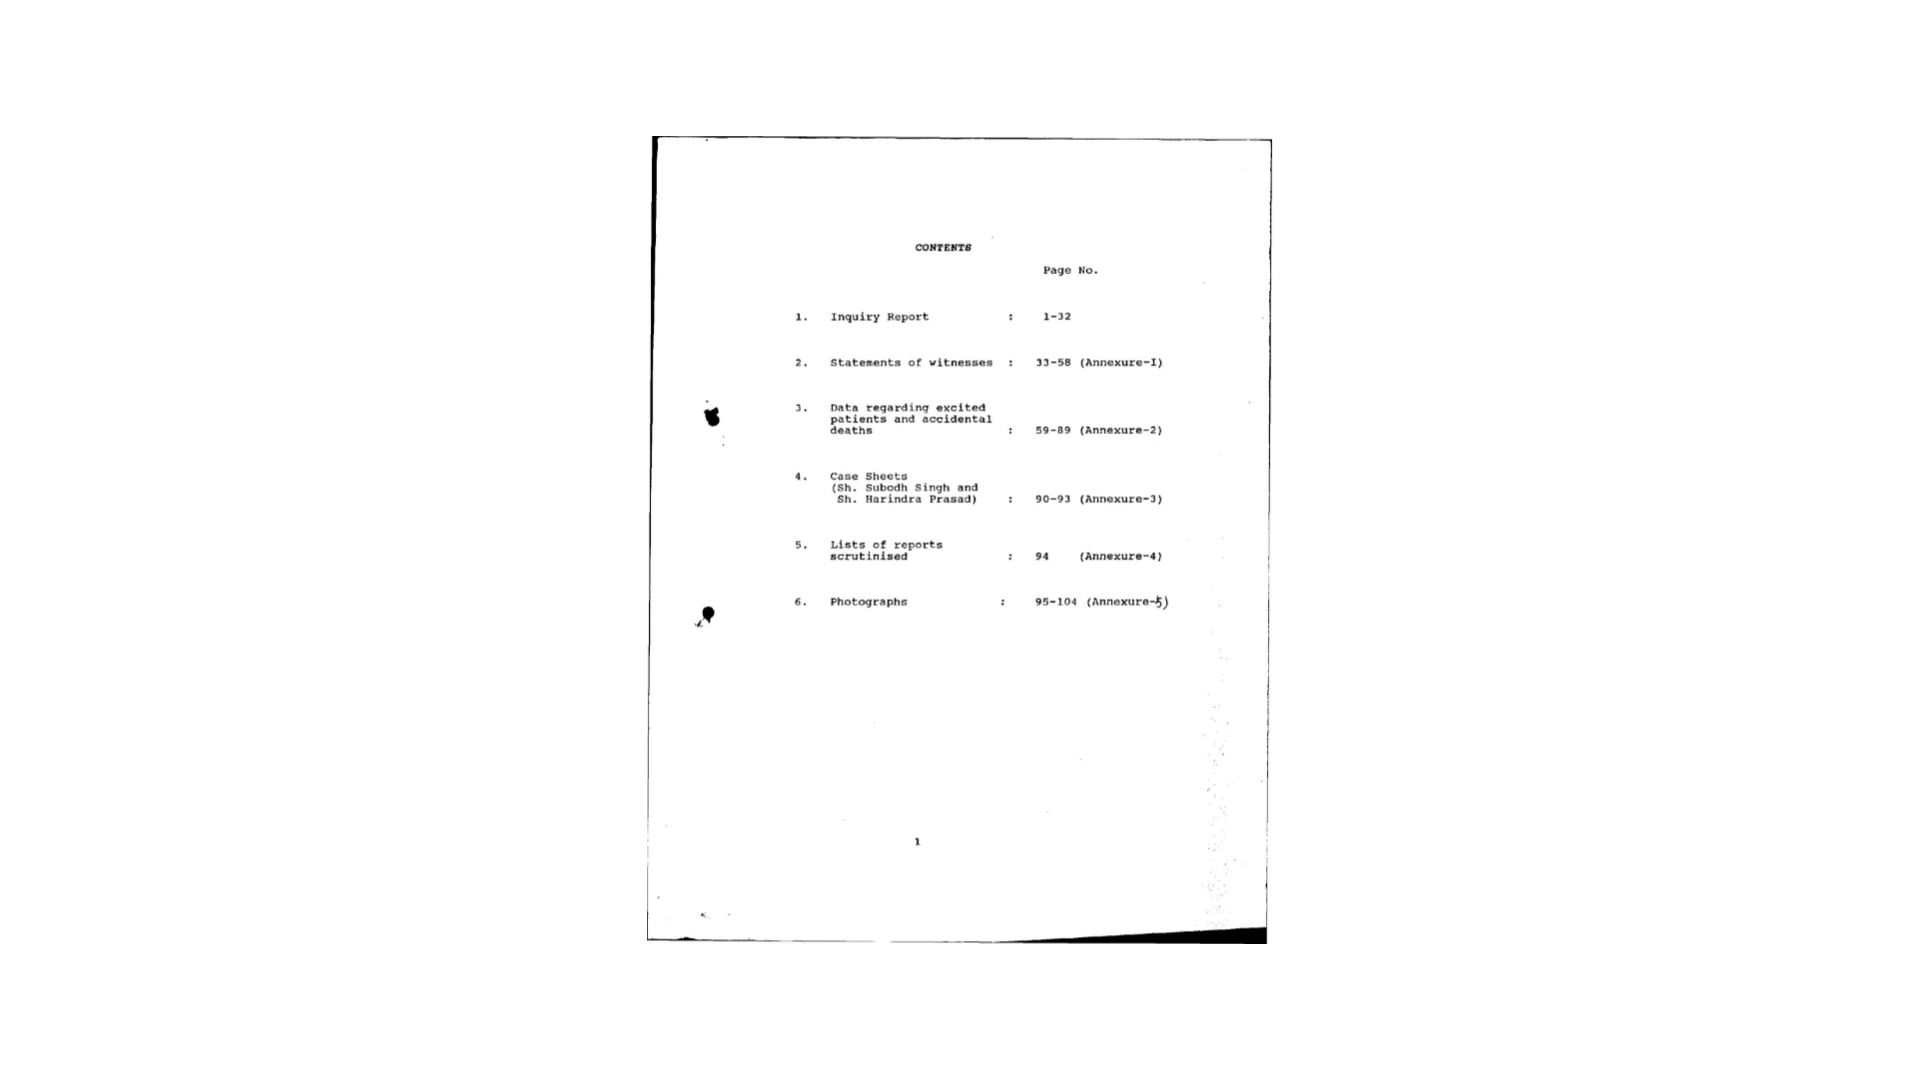 CONTENTS
Page No.
1. Inquiry Report : 1-32
2. Statements of witnesses : 33-58 (Annexure-I)
3. Data regarding excited
patients and accidental
deaths : 59-89 (Annexure-2)
4. Case Sheets
(Sh. Subodh Singh and
Sh. Harindra Prasad) : 90-93 (Annexure-3)
5. Lists of reports
scrutinised : 94 (Annexure-4)
6. Photographs : 95-104 (Annexure-5)
1